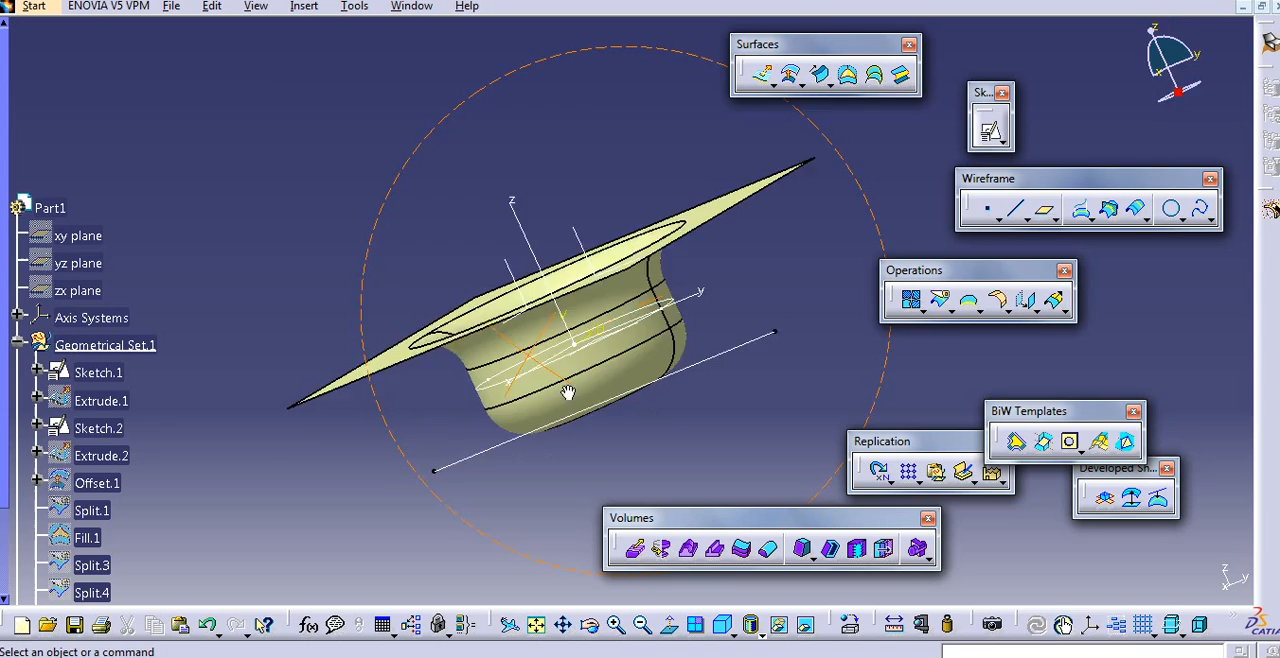 Start ENOVIA V5 VPM File Edit View Insert Tools Window Help
Surfaces
z
y
x
Sk...
Wireframe
Part1
xy plane
yz plane
zx plane
Axis Systems
Geometrical Set.1
Sketch.1
Extrude.1
Sketch.2
Extrude.2
Offset.1
Split.1
Fill.1
Split.3
Split.4
z
y
Operations
BiW Templates
Replication
Developed Sh...
Volumes
z
y
x
f(x)
xN
CATIA
Select an object or a command